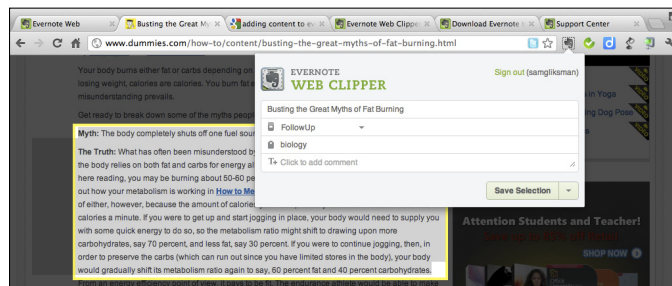 Evernote Web
Busting the Great My
adding content to ev
Evernote Web Clippe
Download Evernote
Support Center
www.dummies.com/how-to/content/busting-the-great-myths-of-fat-burning.html
Your body burns either fat or carbs depending on
losing weight, calories are calories. You burn fat
misunderstanding prevails.
Get ready to break down some of the myths peop
Myth: The body completely shuts off one fuel sour
The Truth: What has often been misunderstood b
the body relies on both fat and carbs for energy al
here reading, you may be burning about 50-60 pe
out how your metabolism is working in How to Me
of either, however, because the amount of calorie
calories a minute. If you were to get up and start jogging in place, your body would need to supply you
with some quick energy to do so, so the metabolism ratio might shift to drawing upon more
carbohydrates, say 70 percent, and less fat, say 30 percent. If you were to continue jogging, then, in
order to preserve the carbs (which can run out since you have limited stores in the body), your body
would gradually shift its metabolism ratio again to say, 60 percent fat and 40 percent carbohydrates.
From an energy efficiency point of view, it pays to be fit. The endurance athlete would be able to make
EVERNOTE
WEB CLIPPER
Sign out (samgliksman)
Busting the Great Myths of Fat Burning
FollowUp
biology
T+ Click to add comment
Save Selection
in Yoga
ing Dog Pose
Attention Students and Teacher!
SHOP NOW